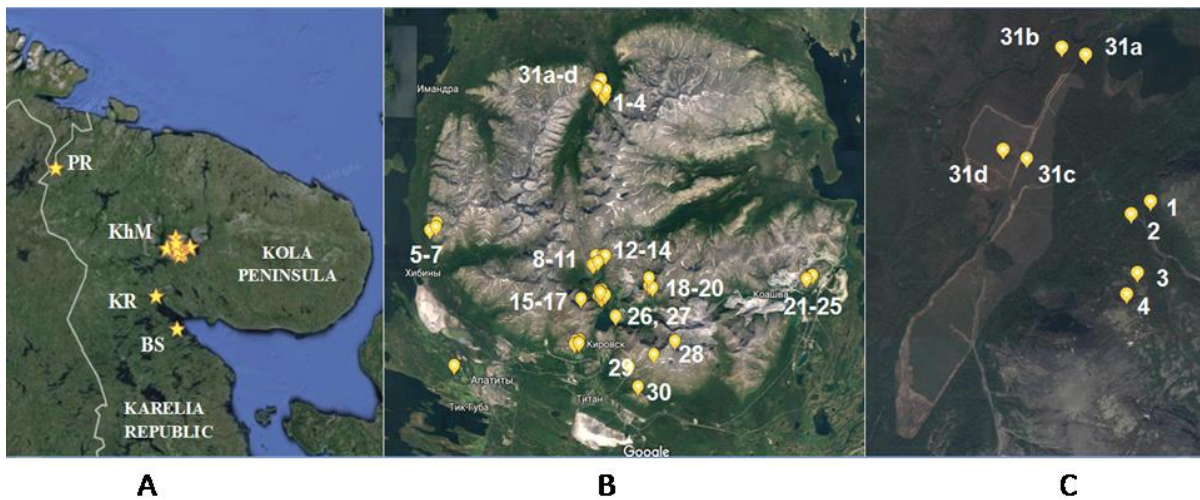 PR
KhM
KOLA
PENINSULA
KR
BS
KARELIA
REPUBLIC
A
31a-d
Имандра
1-4
5-7
Хибины
8-11
12-14
15-17
18-20
Коашва
21-25
26, 27
Кировск
28
29
Апатиты
30
Титан
Тик-Губа
Google
B
31b
31a
31d
31c
1
2
3
4
C